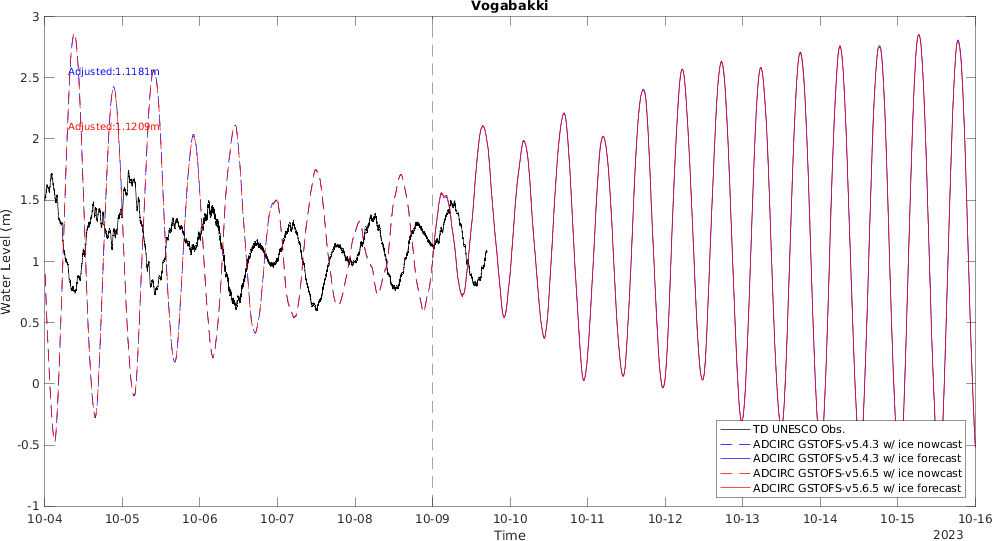 Vogabakki
3
2.5
2
1.5
1
0.5
0
-0.5
-1
Water Level (m)
Adjusted:1.1181m
Adjusted:1.1209m
TD UNESCO Obs.
ADCIRC GSTOFS-v5.4.3 w/ ice nowcast
ADCIRC GSTOFS-v5.4.3 w/ ice forecast
ADCIRC GSTOFS-v5.6.5 w/ ice nowcast
ADCIRC GSTOFS-v5.6.5 w/ ice forecast
10-04 10-05 10-06 10-07 10-08 10-09 10-10 10-11 10-12 10-13 10-14 10-15 10-16
Time
2023